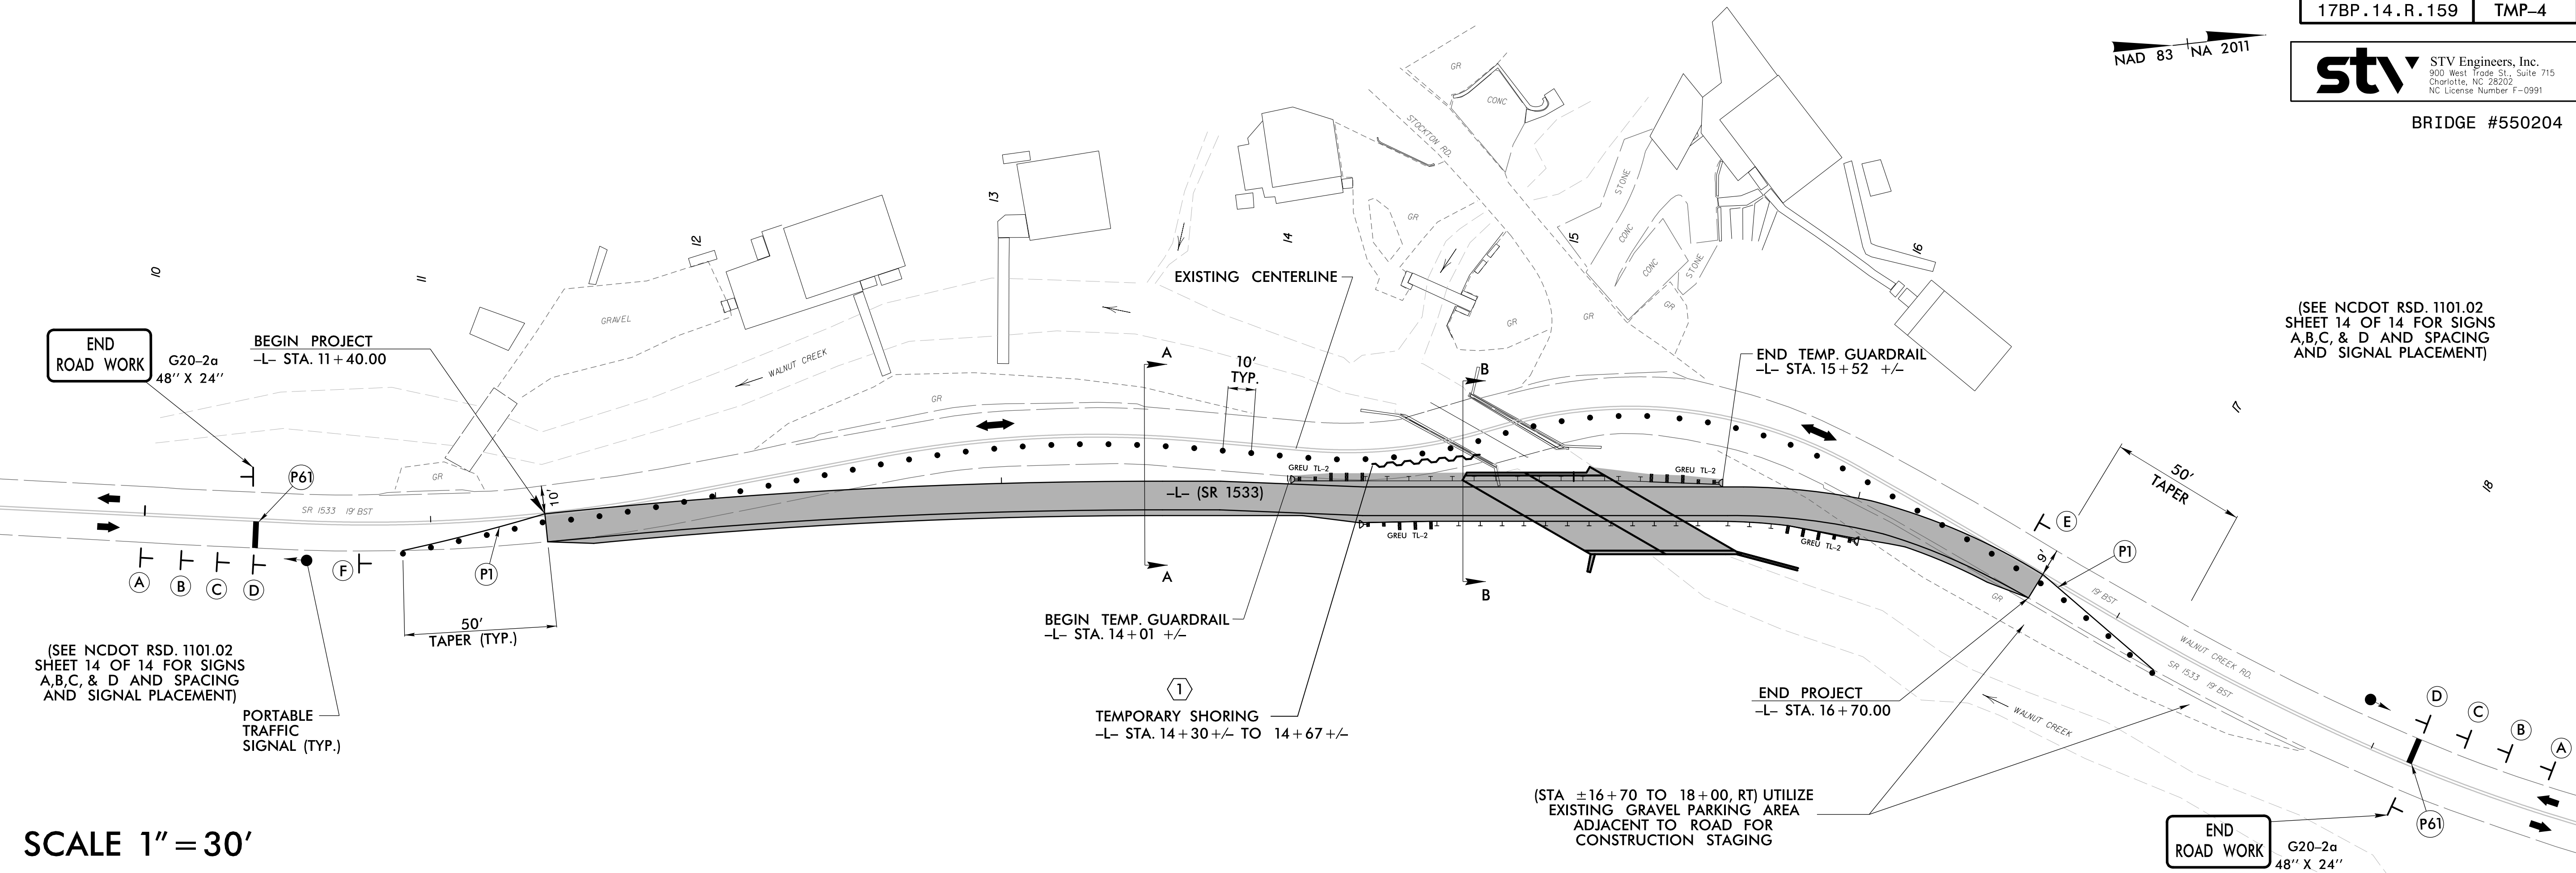 17BP.14.R.159
TMP–4
NAD 83
NA 2011
stv
STV Engineers, Inc.
900 West Trade St., Suite 715
Charlotte, NC 28202
NC License Number F-0991
BRIDGE #550204
GR
CONC
STOCKTON RD.
STONE
GR
CONC
CONC
STONE
GR
GR
GR
10
11
12
13
14
15
16
17
18
GRAVEL
WALNUT CREEK
EXISTING CENTERLINE
(SEE NCDOT RSD. 1101.02
SHEET 14 OF 14 FOR SIGNS
A,B,C, & D AND SPACING
AND SIGNAL PLACEMENT)
END
ROAD WORK
G20–2a
48'' X 24''
BEGIN PROJECT
–L– STA. 11+40.00
A
10'
TYP.
B
END TEMP. GUARDRAIL
–L– STA. 15+52 +/–
GR
GR
P61
SR 1533 19' BST
10'
GREU TL-2
GREU TL-2
–L– (SR 1533)
GREU TL-2
GREU TL-2
50'
TAPER
E
P1
9'
19' BST
GR
A
B
C
D
F
P1
A
B
50'
TAPER (TYP.)
BEGIN TEMP. GUARDRAIL
–L– STA. 14+01 +/–
WALNUT CREEK RD.
SR 1533 19' BST
(SEE NCDOT RSD. 1101.02
SHEET 14 OF 14 FOR SIGNS
A,B,C, & D AND SPACING
AND SIGNAL PLACEMENT)
PORTABLE
TRAFFIC
SIGNAL (TYP.)
1
TEMPORARY SHORING
–L– STA. 14+30+/– TO 14+67+/–
END PROJECT
–L– STA. 16+70.00
WALNUT CREEK
D
C
B
A
P61
(STA ±16+70 TO 18+00, RT) UTILIZE
EXISTING GRAVEL PARKING AREA
ADJACENT TO ROAD FOR
CONSTRUCTION STAGING
END
ROAD WORK
G20–2a
48'' X 24''
SCALE 1"=30'